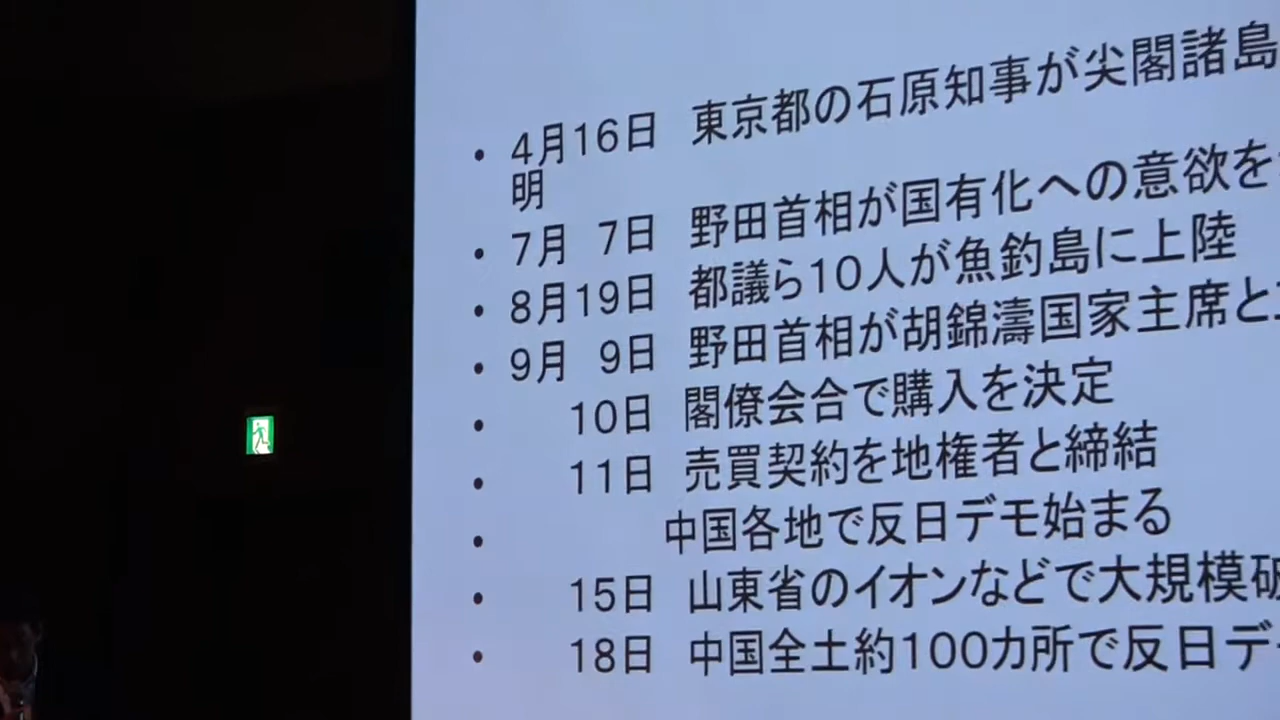 ・4月16日 東京都の石原知事が尖閣諸島
明
・7月 7日 野田首相が国有化への意欲を
・8月19日 都議ら10人が魚釣島に上陸
・9月 9日 野田首相が胡錦濤国家主席と
・ 10日 閣僚会合で購入を決定
・ 11日 売買契約を地権者と締結
・ 中国各地で反日デモ始まる
・ 15日 山東省のイオンなどで大規模破
・ 18日 中国全土約100カ所で反日デ